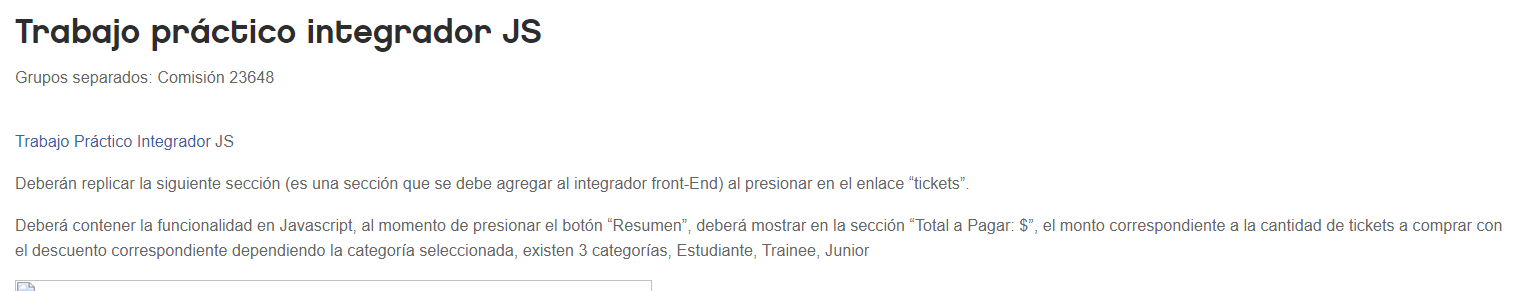 Trabajo práctico integrador JS
Grupos separados: Comisión 23648
Trabajo Práctico Integrador JS
Deberán replicar la siguiente sección (es una sección que se debe agregar al integrador front-End) al presionar en el enlace “tickets”.
Deberá contener la funcionalidad en Javascript, al momento de presionar el botón “Resumen”, deberá mostrar en la sección “Total a Pagar: $”, el monto correspondiente a la cantidad de tickets a comprar con
el descuento correspondiente dependiendo la categoría seleccionada, existen 3 categorías, Estudiante, Trainee, Junior